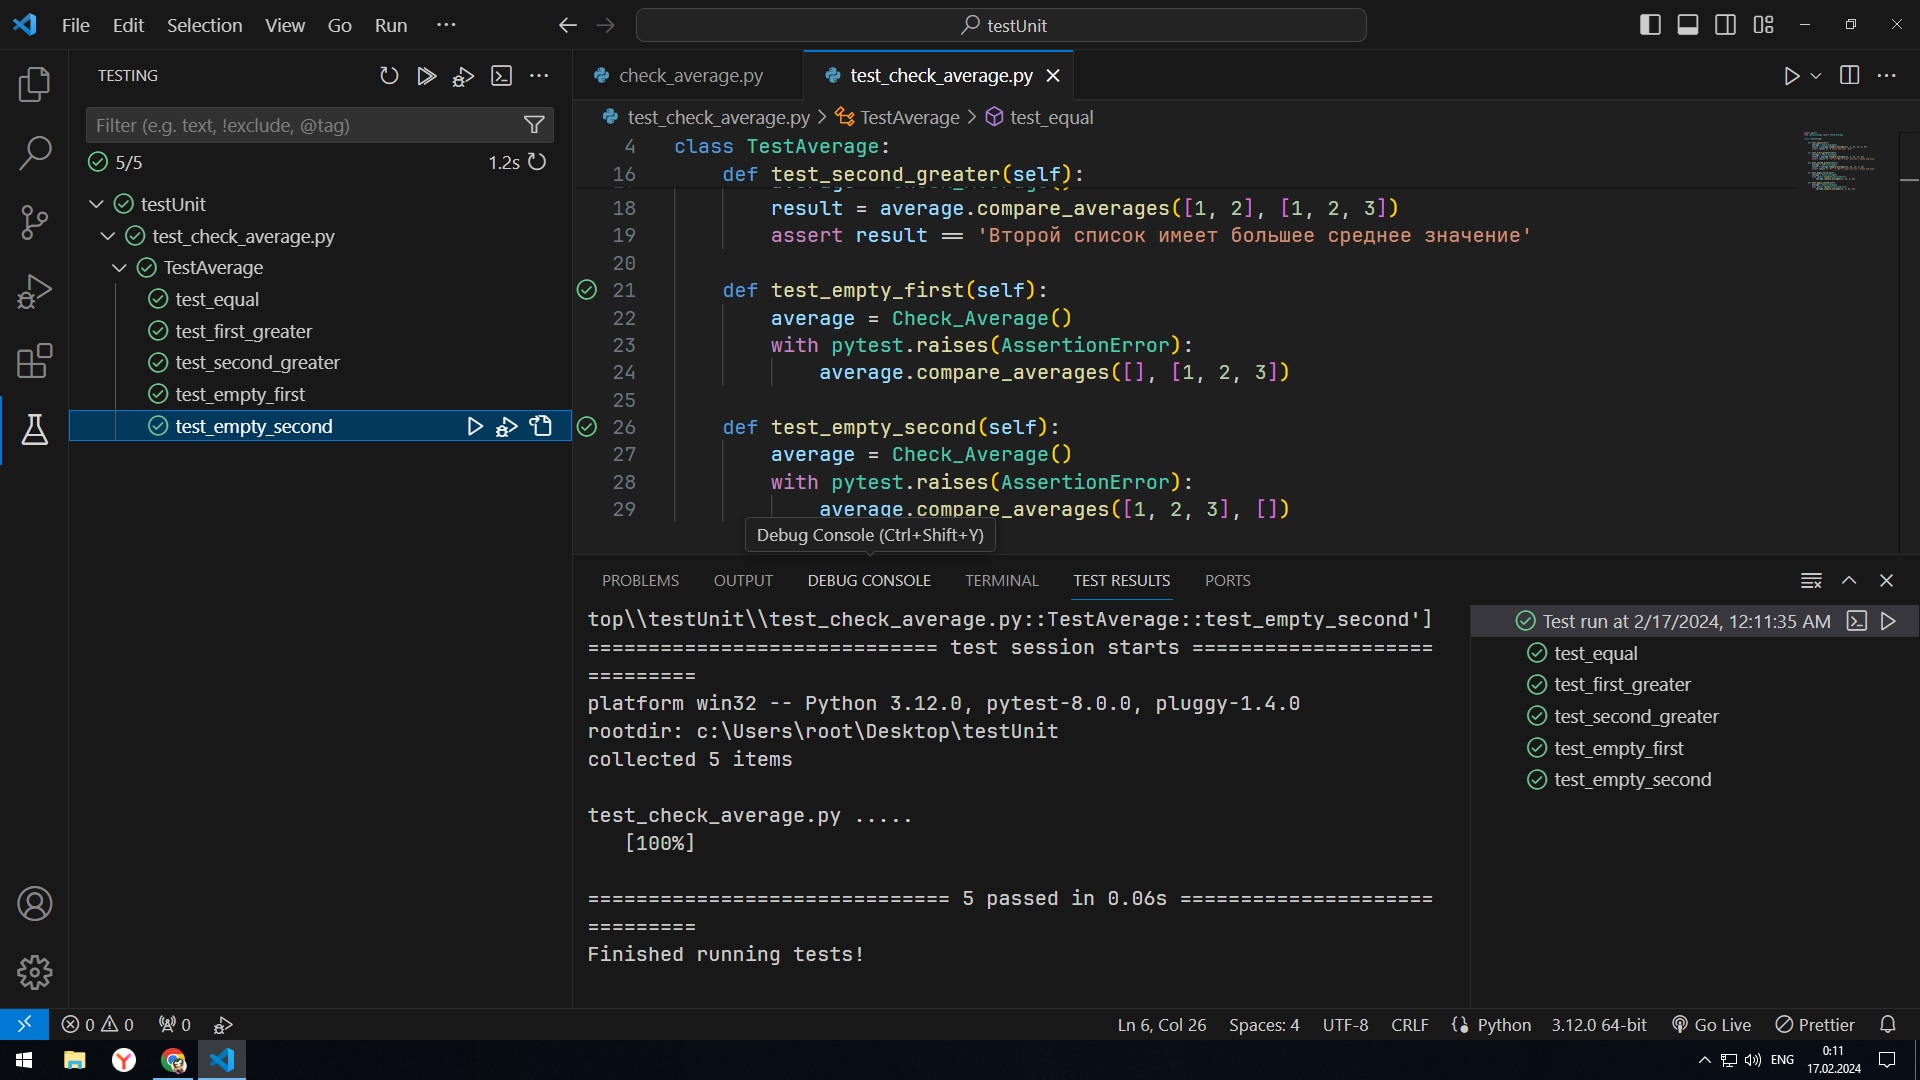 File Edit Selection View Go Run ···
testUnit
TESTING
check_average.py
test_check_average.py
Filter (e.g. text, !exclude, @tag)
5/5
1.2s
testUnit
test_check_average.py
TestAverage
test_equal
test_first_greater
test_second_greater
test_empty_first
test_empty_second
test_check_average.py > TestAverage > test_equal
4 class TestAverage:
16 def test_second_greater(self):
18 result = average.compare_averages([1, 2], [1, 2, 3])
19 assert result == 'Второй список имеет большее среднее значение'
20
21 def test_empty_first(self):
22 average = Check_Average()
23 with pytest.raises(AssertionError):
24 average.compare_averages([], [1, 2, 3])
25
26 def test_empty_second(self):
27 average = Check_Average()
28 with pytest.raises(AssertionError):
29 average.compare_averages([1, 2, 3], [])
Debug Console (Ctrl+Shift+Y)
PROBLEMS OUTPUT DEBUG CONSOLE TERMINAL TEST RESULTS PORTS
top\\testUnit\\test_check_average.py::TestAverage::test_empty_second']
============================= test session starts ====================
=========
platform win32 -- Python 3.12.0, pytest-8.0.0, pluggy-1.4.0
rootdir: c:\Users\root\Desktop\testUnit
collected 5 items
test_check_average.py .....
[100%]
============================== 5 passed in 0.06s =====================
=========
Finished running tests!
Test run at 2/17/2024, 12:11:35 AM
test_equal
test_first_greater
test_second_greater
test_empty_first
test_empty_second
0 0 0
Ln 6, Col 26 Spaces: 4 UTF-8 CRLF Python 3.12.0 64-bit Go Live Prettier
ENG
0:11
17.02.2024